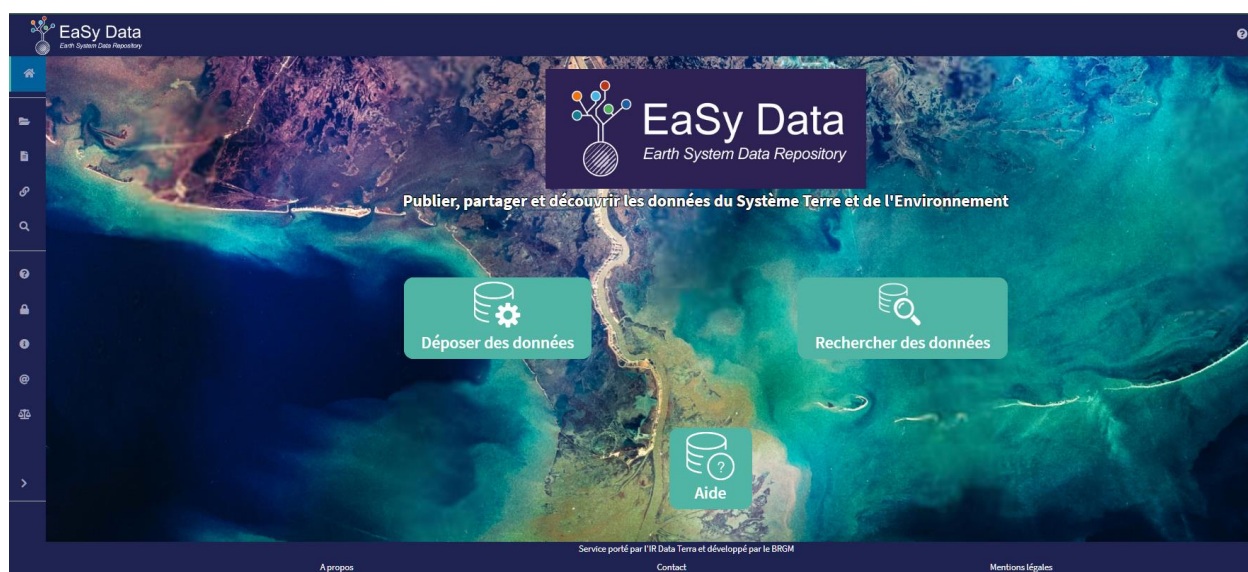 EaSy Data
Earth System Data Repository
EaSy Data
Earth System Data Repository
Publier, partager et découvrir les données du Système Terre et de l'Environnement
Déposer des données
Rechercher des données
Aide
Service porté par l'IR Data Terra et développé par le BRGM
A propos
Contact
Mentions légales